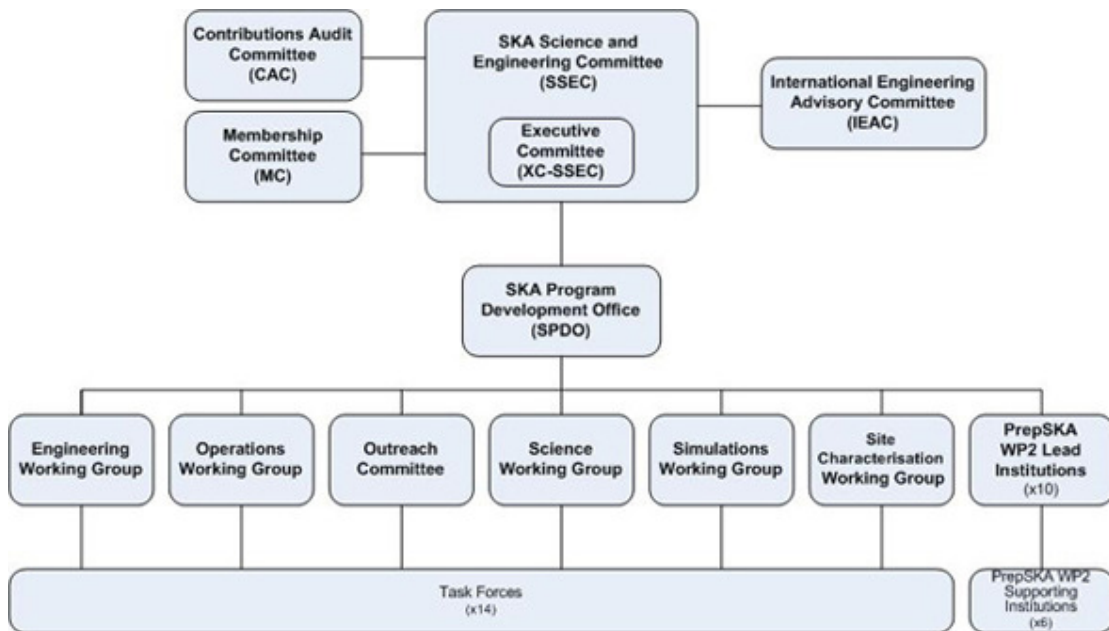 Contributions Audit
Committee
(CAC)
SKA Science and
Engineering Committee
(SSEC)
International Engineering
Advisory Committee
(IEAC)
Membership
Committee
(MC)
Executive
Committee
(XC-SSEC)
SKA Program
Development Office
(SPDO)
Engineering
Working Group
Operations
Working Group
Outreach
Committee
Science
Working Group
Simulations
Working Group
Site
Characterisation
Working Group
PrepSKA
WP2 Lead
Institutions
(x10)
Task Forces
(x14)
PrepSKA WP2
Supporting
Institutions
(x6)